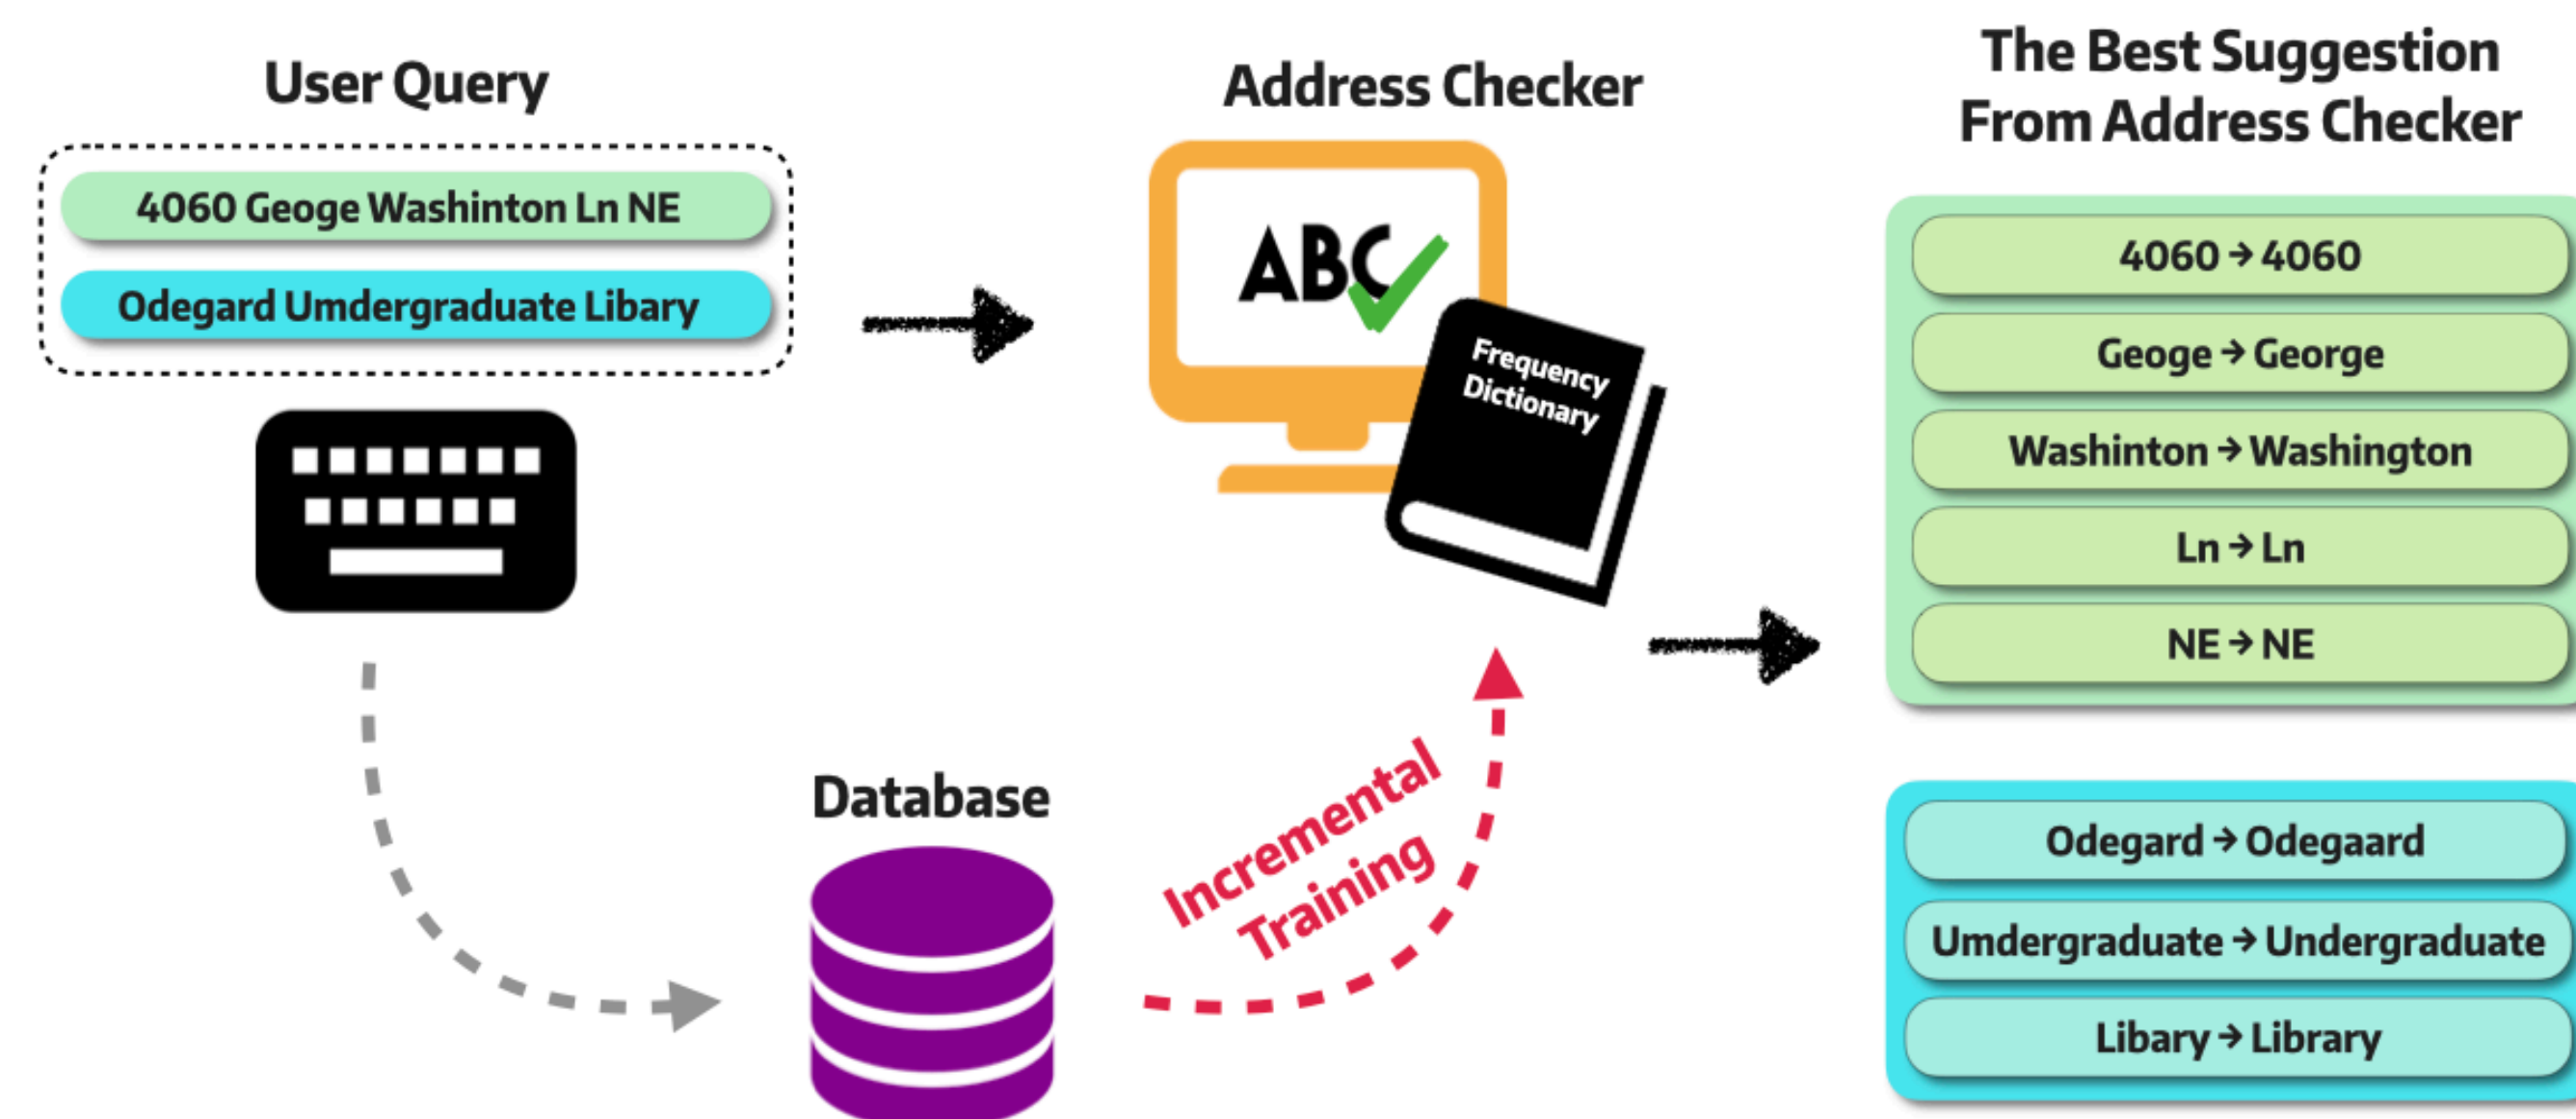 User Query
4060 Geoge Washinton Ln NE
Odegard Umdergraduate Libary
Address Checker
ABC
Frequency
Dictionary
Database
Incremental
Training
The Best Suggestion
From Address Checker
4060 → 4060
Geoge → George
Washinton → Washington
Ln → Ln
NE → NE
Odegard → Odegaard
Umdergraduate → Undergraduate
Libary → Library